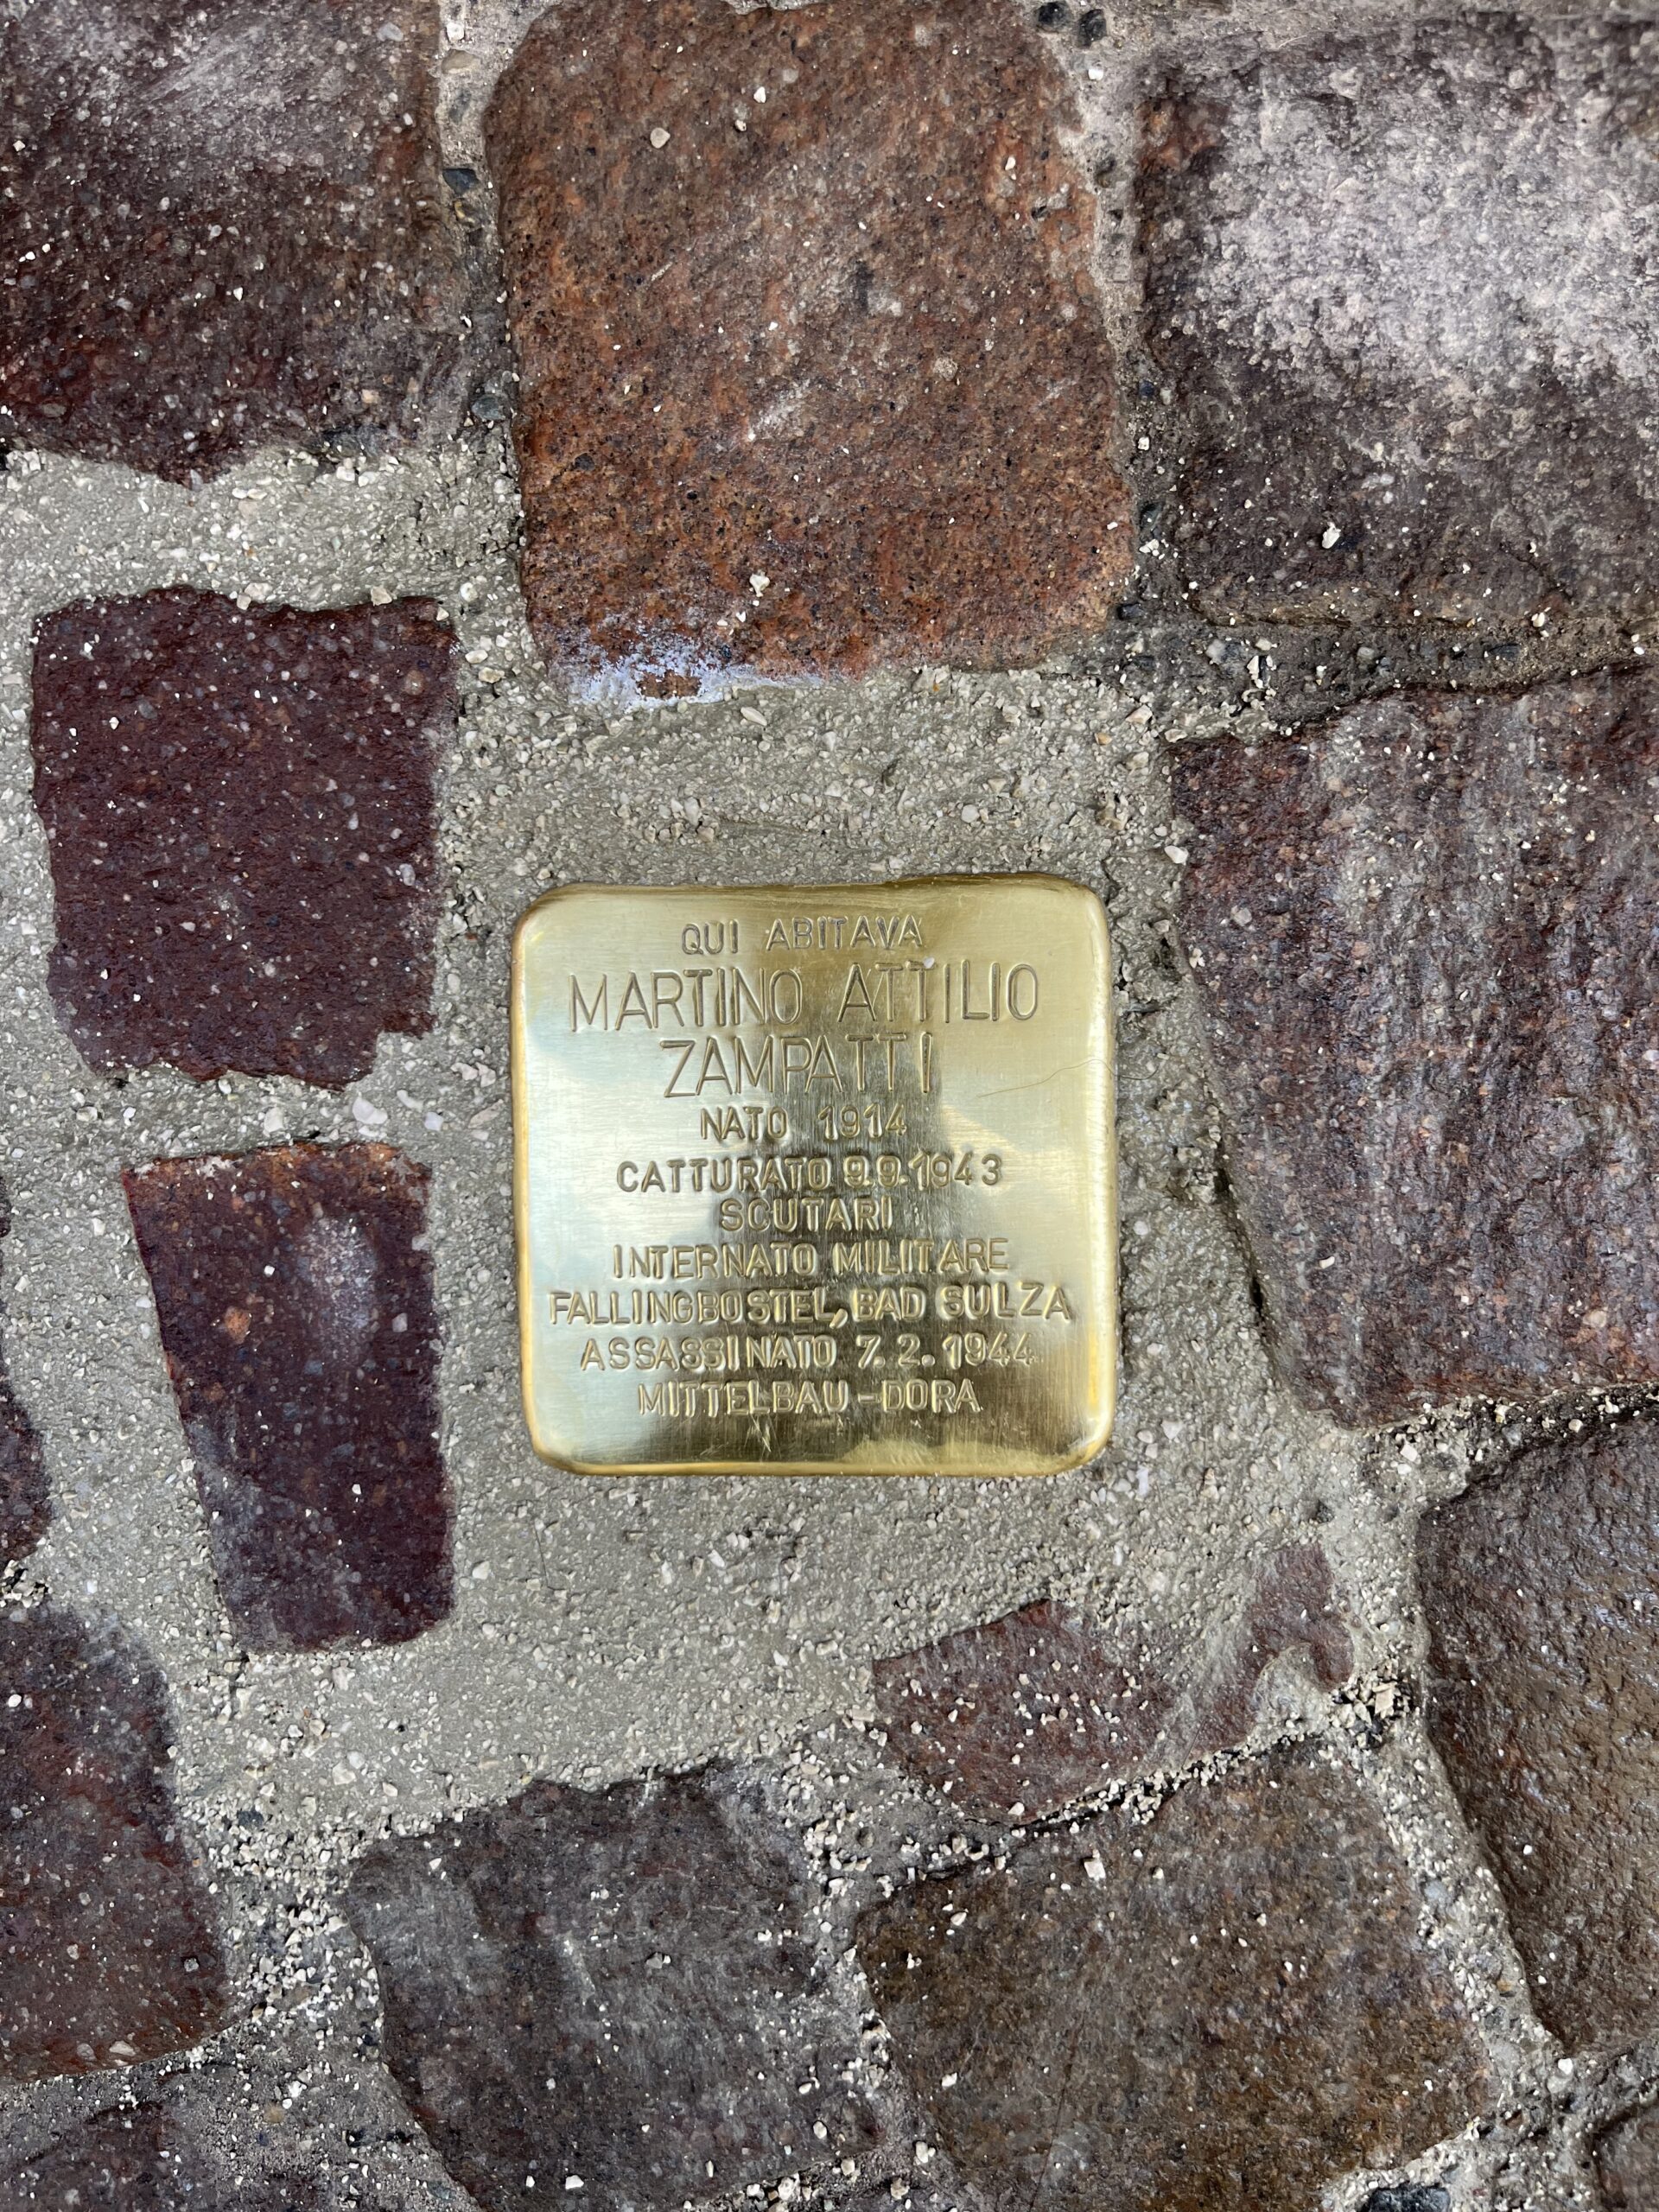 QUI ABITAVA
MARTINO ATTILIO
ZAMPATTI
NATO 1914
CATTURATO 9.9.1943
SCUTARI
INTERNATO MILITARE
FALLINGBOSTEL, BAD SULZA
ASSASSINATO 7.2.1944
MITTELBAU-DORA